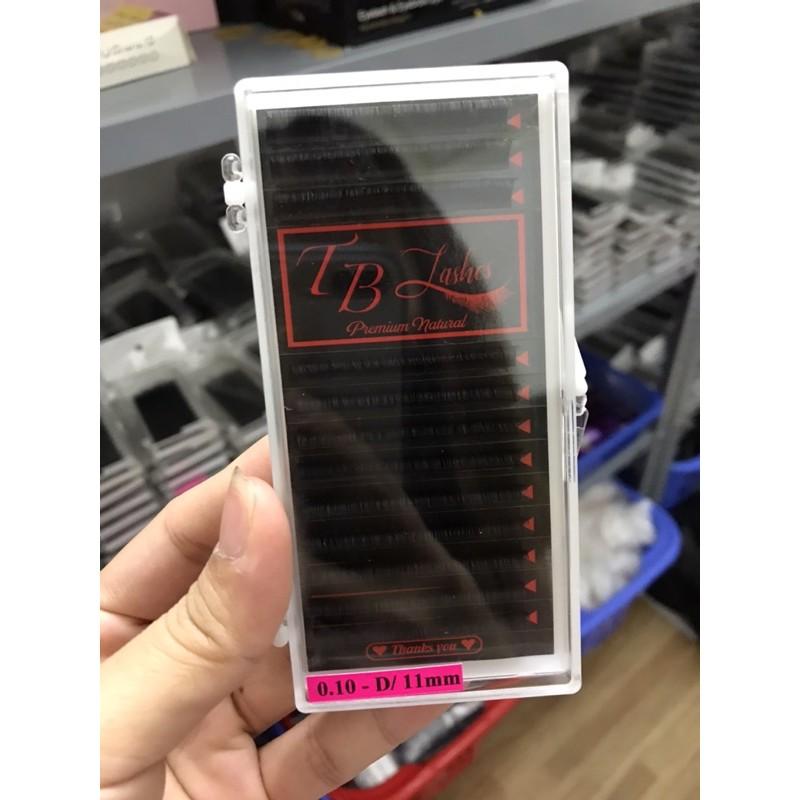 TB Lashes
Premium Natural
Thanks you
0.10 - D/ 11mm